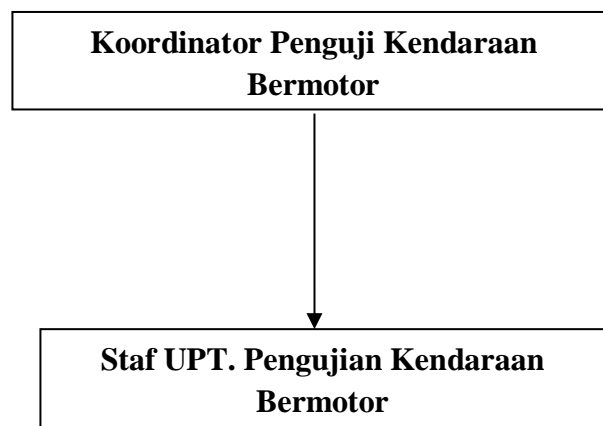 Koordinator Penguji Kendaraan
Bermotor
Staf UPT. Pengujian Kendaraan
Bermotor